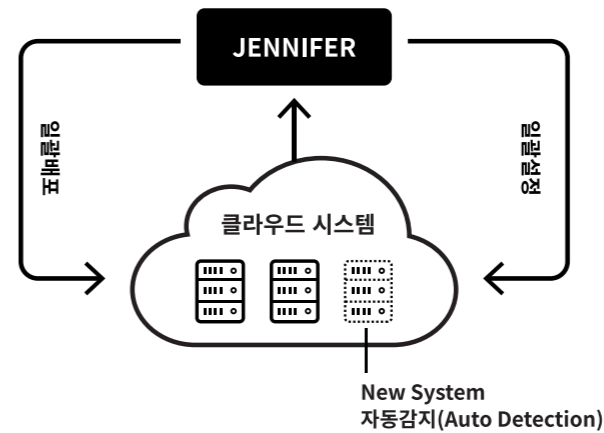 JENNIFER
일괄배포
일괄설정
클라우드 시스템
New System
자동감지(Auto Detection)